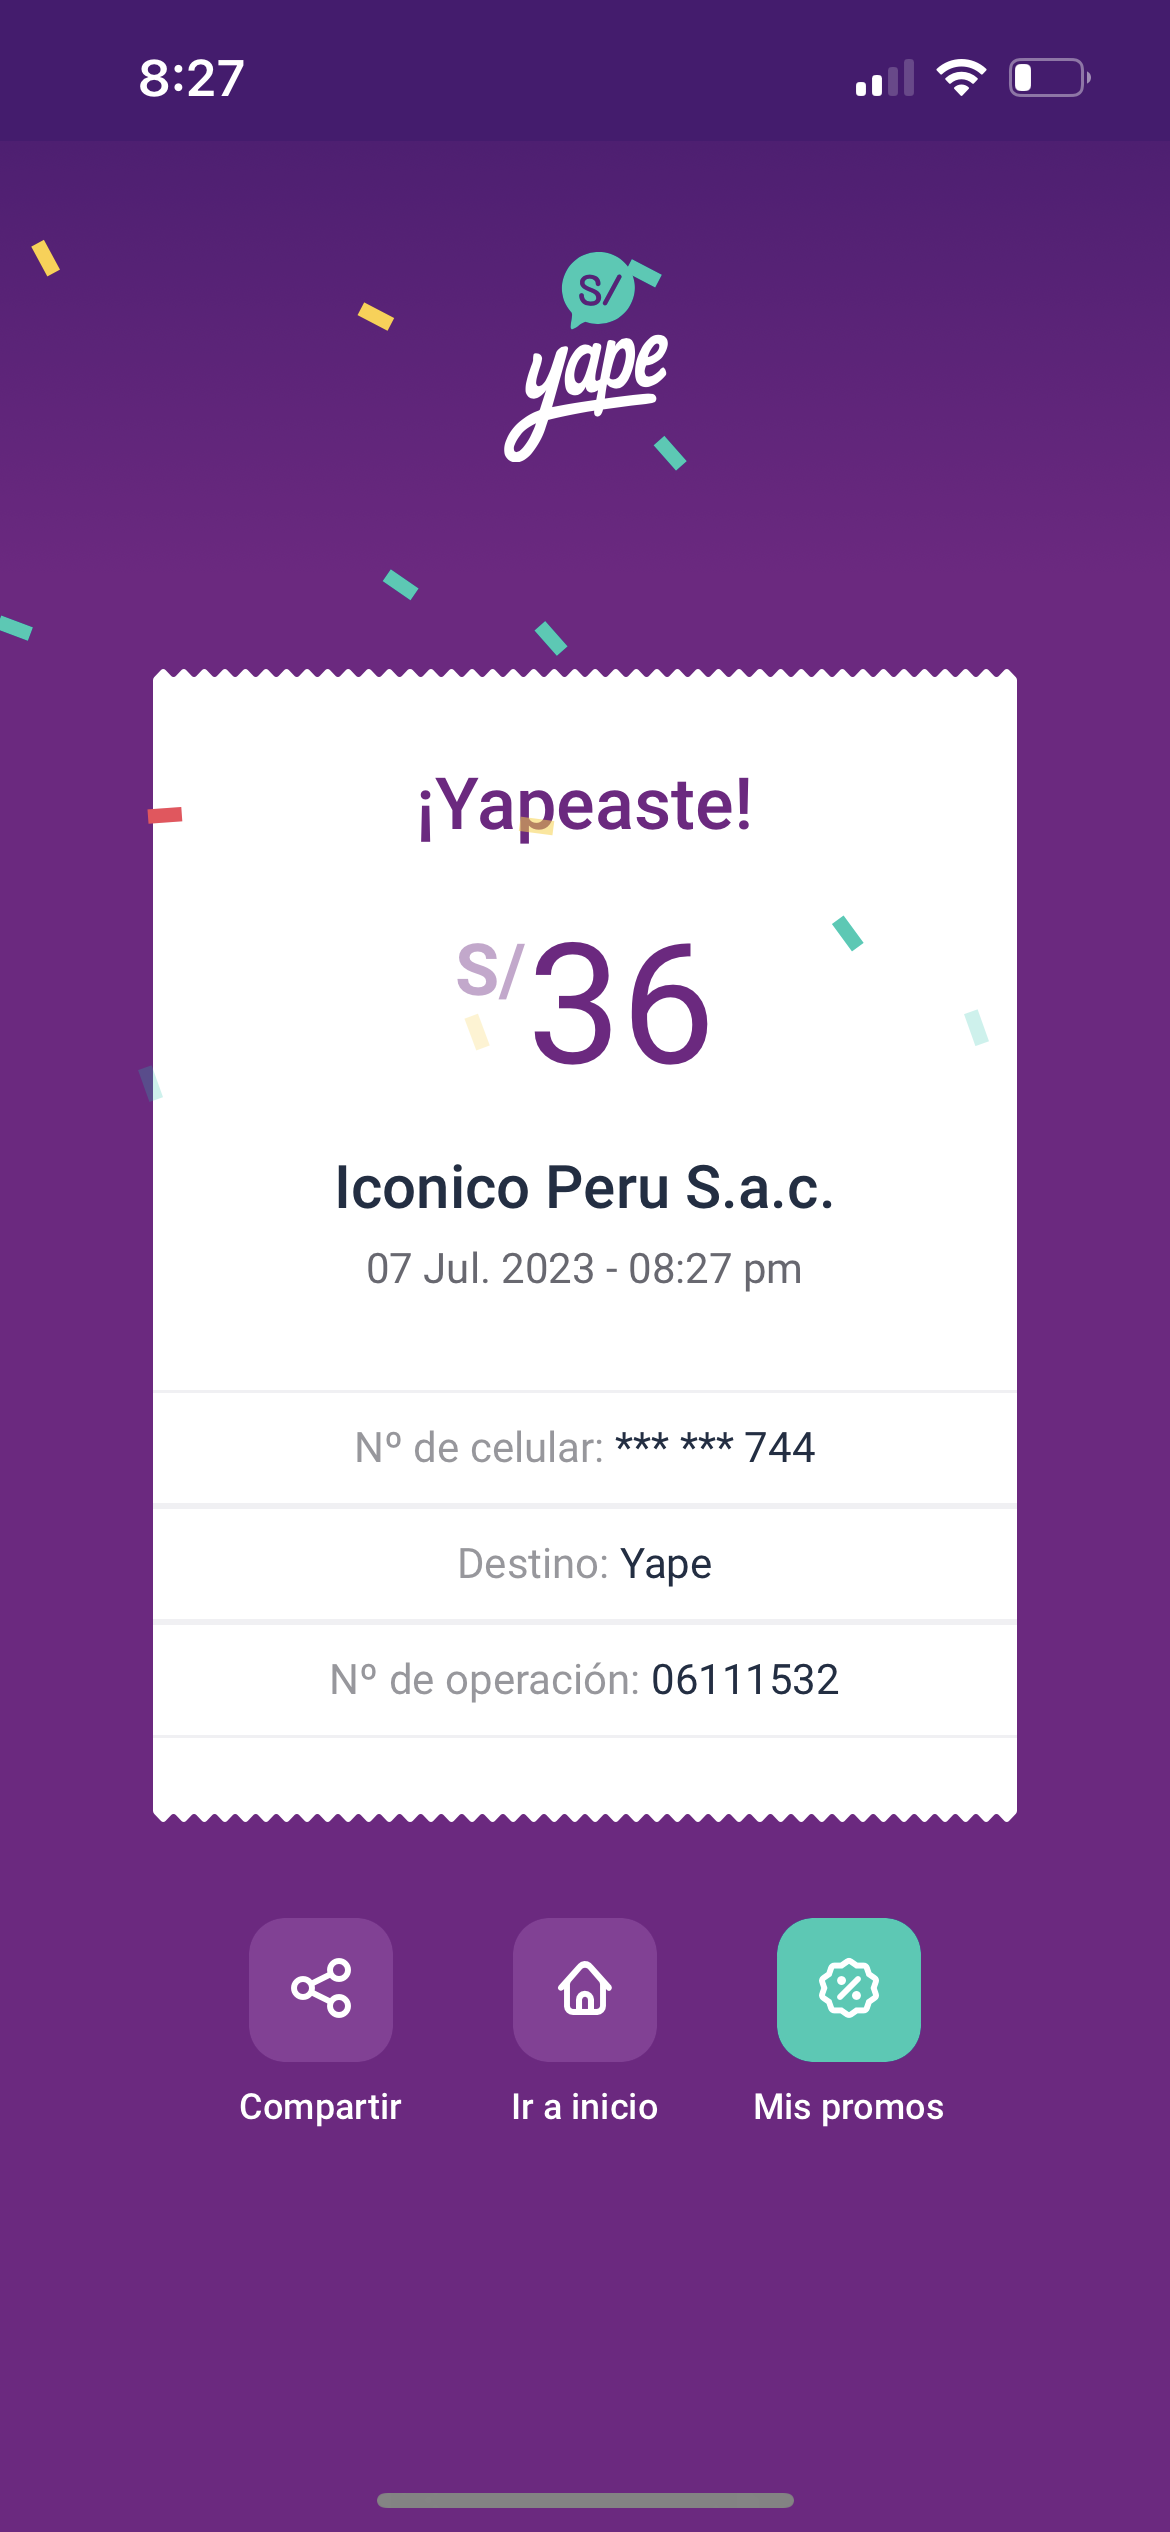 8:27
S/
yape
¡Yapeaste!
S/36
Iconico Peru S.a.c.
07 Jul. 2023 - 08:27 pm
Nº de celular: *** *** 744
Destino: Yape
Nº de operación: 06111532
Compartir
Ir a inicio
Mis promos